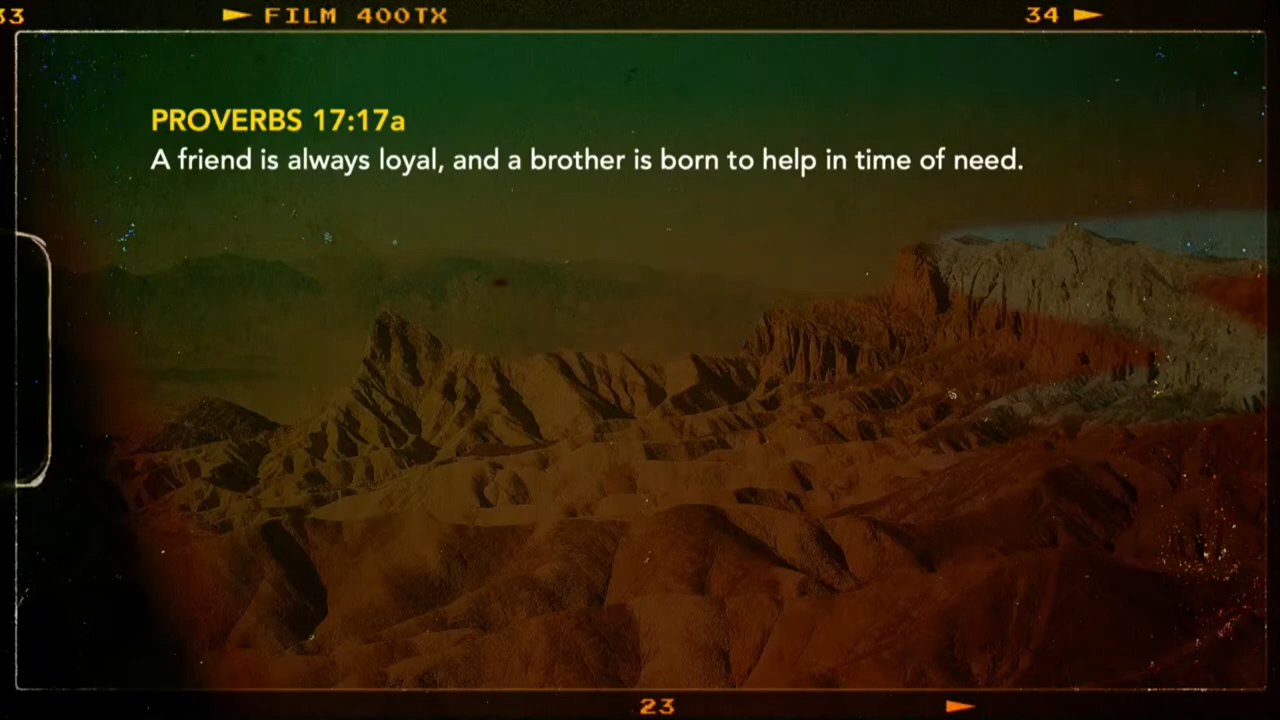 33 FILM 400TX 34
PROVERBS 17:17a
A friend is always loyal, and a brother is born to help in time of need.
23